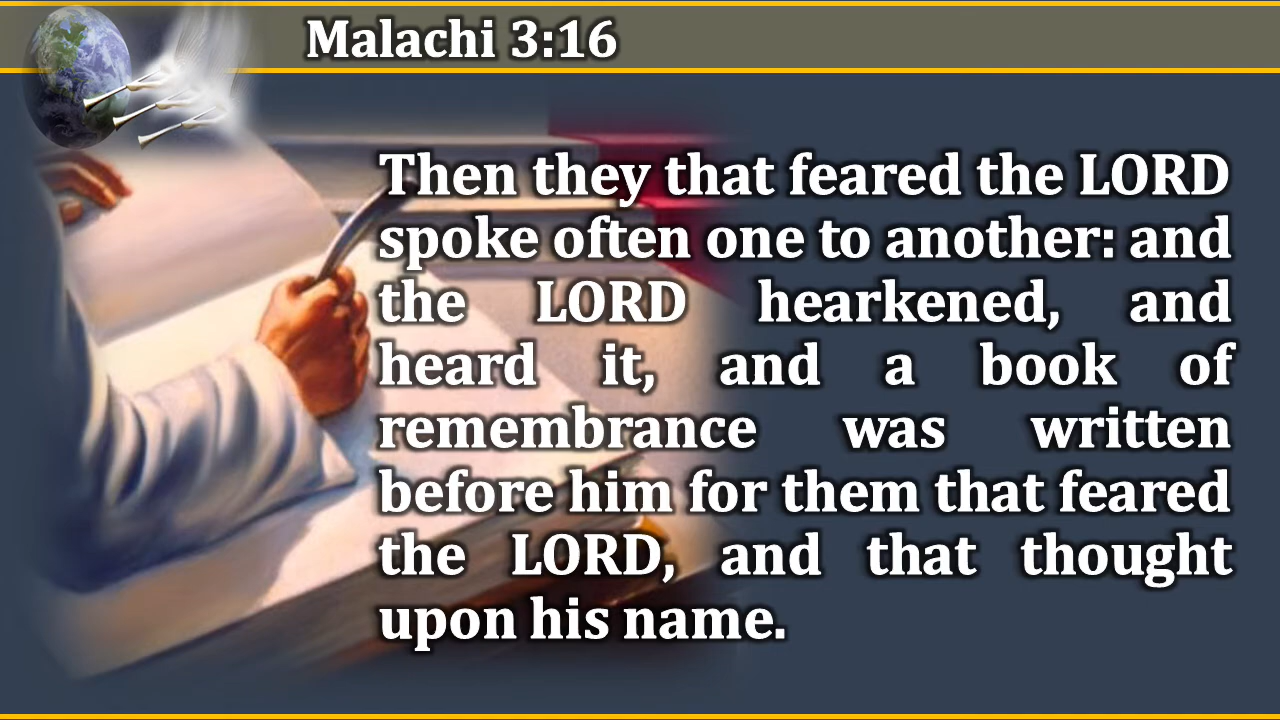 Malachi 3:16
Then they that feared the LORD
spoke often one to another: and
the LORD hearkened, and
heard it, and a book of
remembrance was written
before him for them that feared
the LORD, and that thought
upon his name.